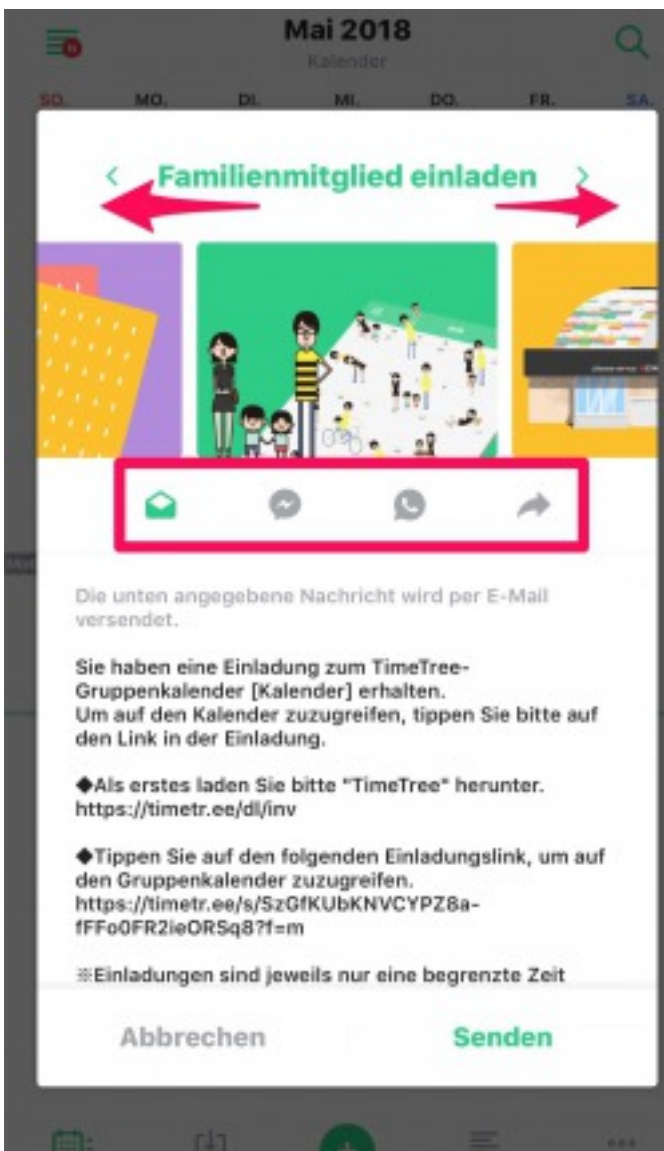 Mai 2018
Kalender
SO. MO. DI. MI. DO. FR. SA.
< Familienmitglied einladen >
Die unten angegebene Nachricht wird per E-Mail
versendet.
Sie haben eine Einladung zum TimeTree-
Gruppenkalender [Kalender] erhalten.
Um auf den Kalender zuzugreifen, tippen Sie bitte auf
den Link in der Einladung.
◆Als erstes laden Sie bitte "TimeTree" herunter.
https://timetr.ee/dl/inv
◆Tippen Sie auf den folgenden Einladungslink, um auf
den Gruppenkalender zuzugreifen.
https://timetr.ee/s/SzGfKUbKNVCYPZ8a-
fFFo0FR2ieORSq8?f=m
※Einladungen sind jeweils nur eine begrenzte Zeit
Abbrechen Senden